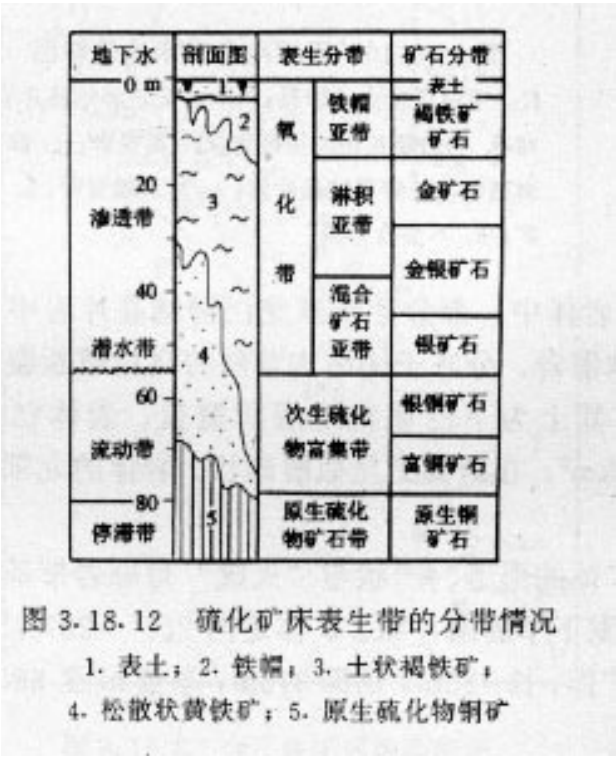 地下水 剖面图 表生分带 矿石分带
0 m
1.
表土
2
氧
铁帽
亚带
褐铁矿
矿石
20
渗透带
3
化
淋积
亚带
金矿石
带
金银矿石
40
混合
矿石
亚带
潜水带
4
银矿石
60
次生硫化
物富集带
银铜矿石
流动带
富铜矿石
80
停滞带
5
原生硫化
物矿石带
原生铜
矿石
图 3.18.12 硫化矿床表生带的分带情况
1. 表土；2. 铁帽；3. 土状褐铁矿；
4. 松散状黄铁矿；5. 原生硫化物铜矿